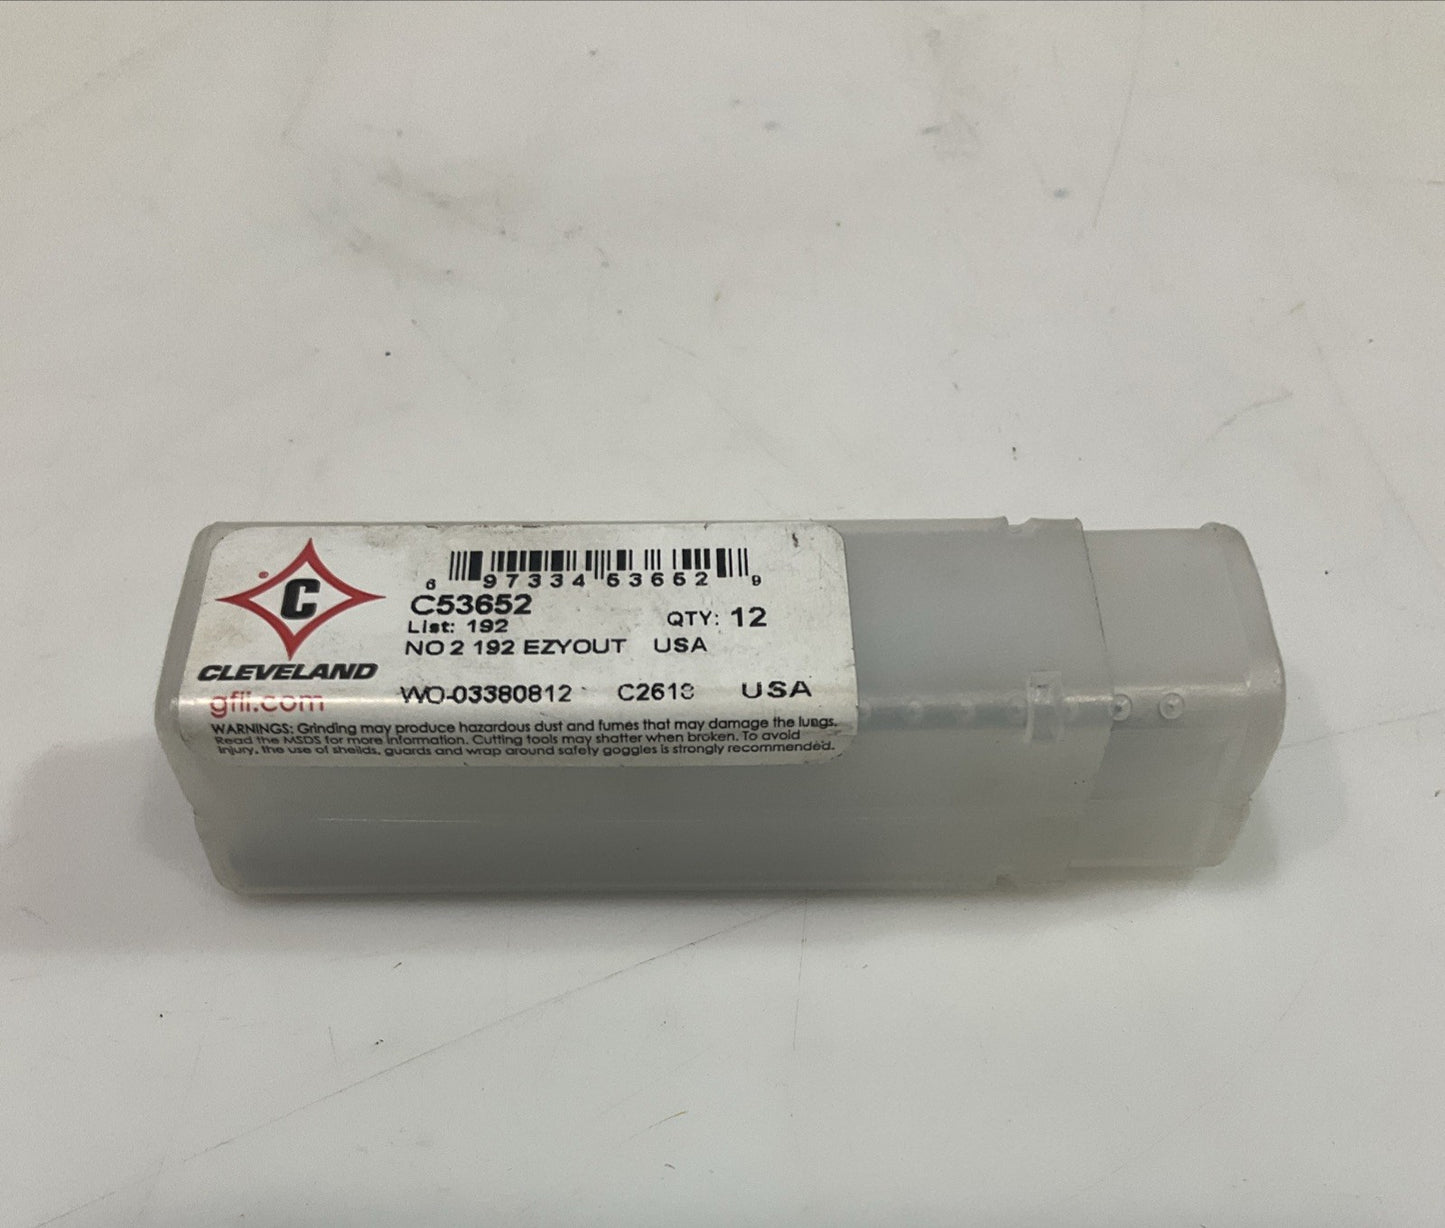 6 97334 53652 9
C53652
List: 192
QTY: 12
NO 2 192 EZYOUT USA
C
CLEVELAND
gfii.com
WO-03380812 C2613 USA
WARNINGS: Grinding may produce hazardous dust and fumes that may damage the lungs.
Read the MSDS for more information. Cutting tools may shatter when broken. To avoid
injury, the use of sheilds, guards and wrap around safety goggles is strongly recommended.